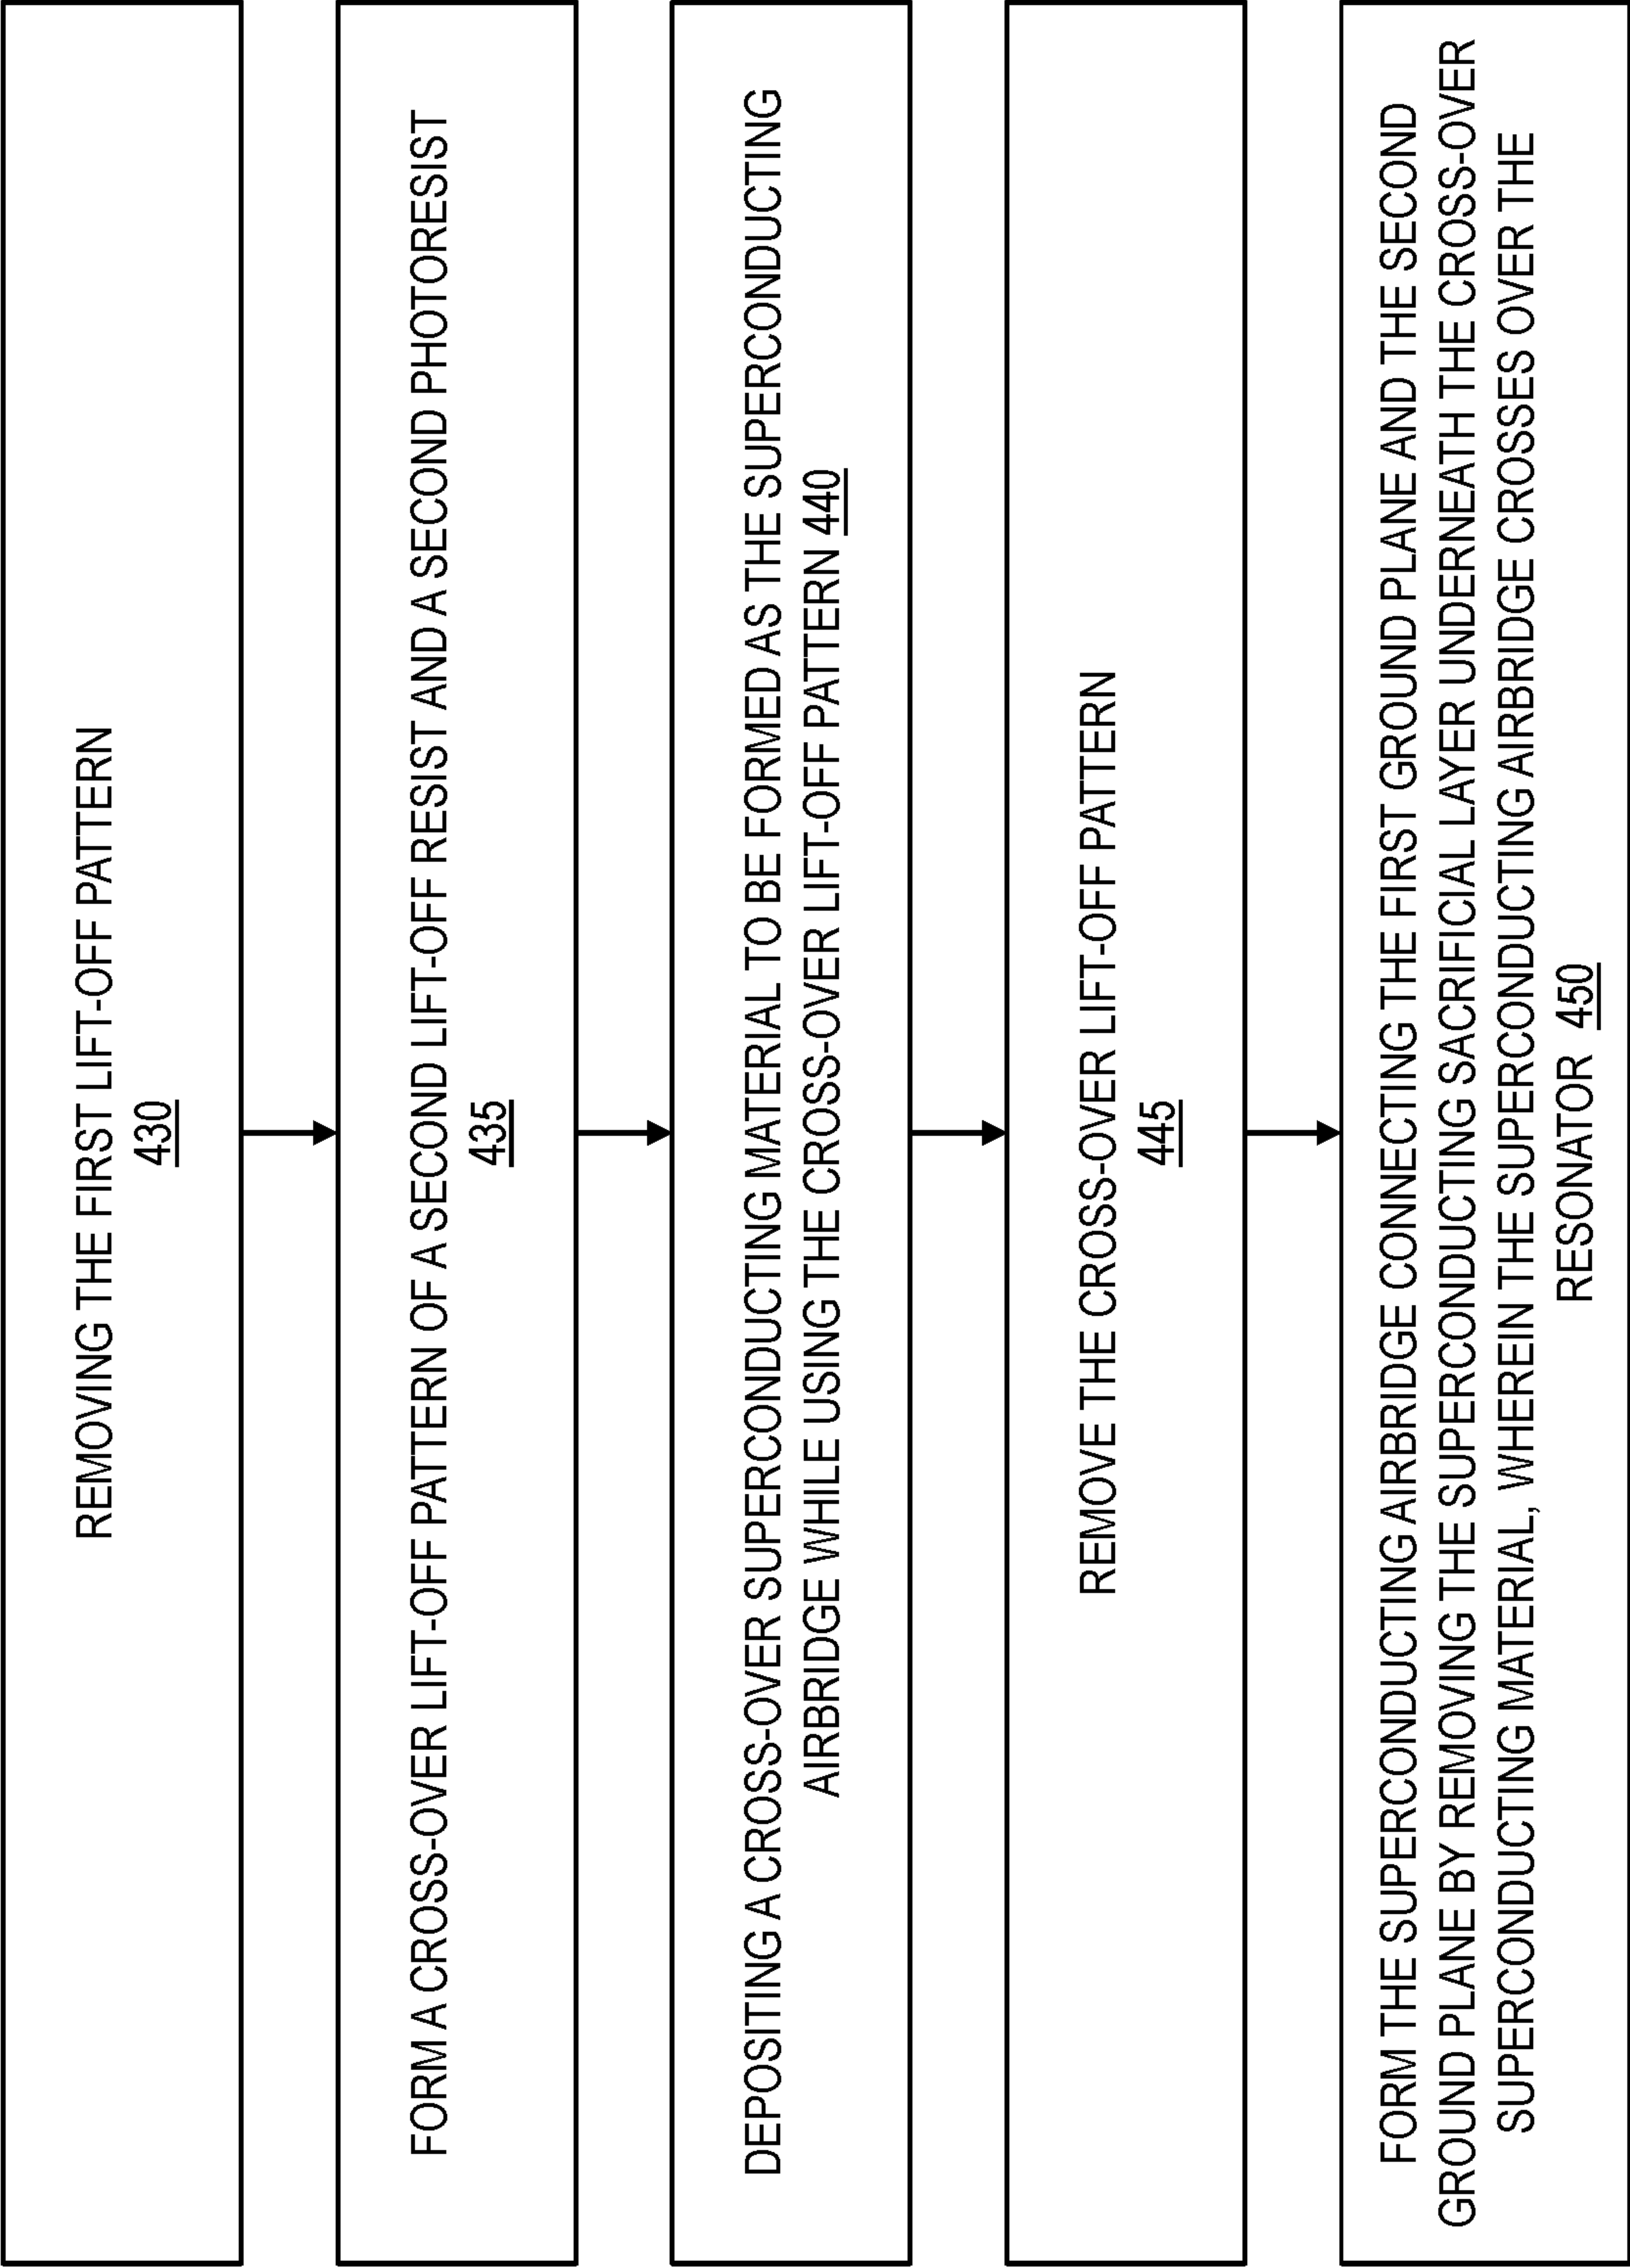 REMOVING THE FIRST LIFT-OFF PATTERN
430
FORM A CROSS-OVER LIFT-OFF PATTERN OF A SECOND LIFT-OFF RESIST AND A SECOND PHOTORESIST
435
DEPOSITING A CROSS-OVER SUPERCONDUCTING MATERIAL TO BE FORMED AS THE SUPERCONDUCTING
AIRBRIDGE WHILE USING THE CROSS-OVER LIFT-OFF PATTERN 440
REMOVE THE CROSS-OVER LIFT-OFF PATTERN
445
FORM THE SUPERCONDUCTING AIRBRIDGE CONNECTING THE FIRST GROUND PLANE AND THE SECOND
GROUND PLANE BY REMOVING THE SUPERCONDUCTING SACRIFICIAL LAYER UNDERNEATH THE CROSS-OVER
SUPERCONDUCTING MATERIAL, WHEREIN THE SUPERCONDUCTING AIRBRIDGE CROSSES OVER THE
RESONATOR 450